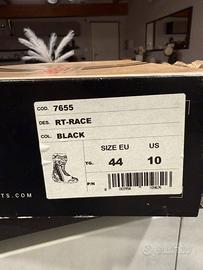 COD. 7655
DES. RT-RACE
COL. BLACK
SIZE EU US
TG. 44 10
P/N
TS.COM